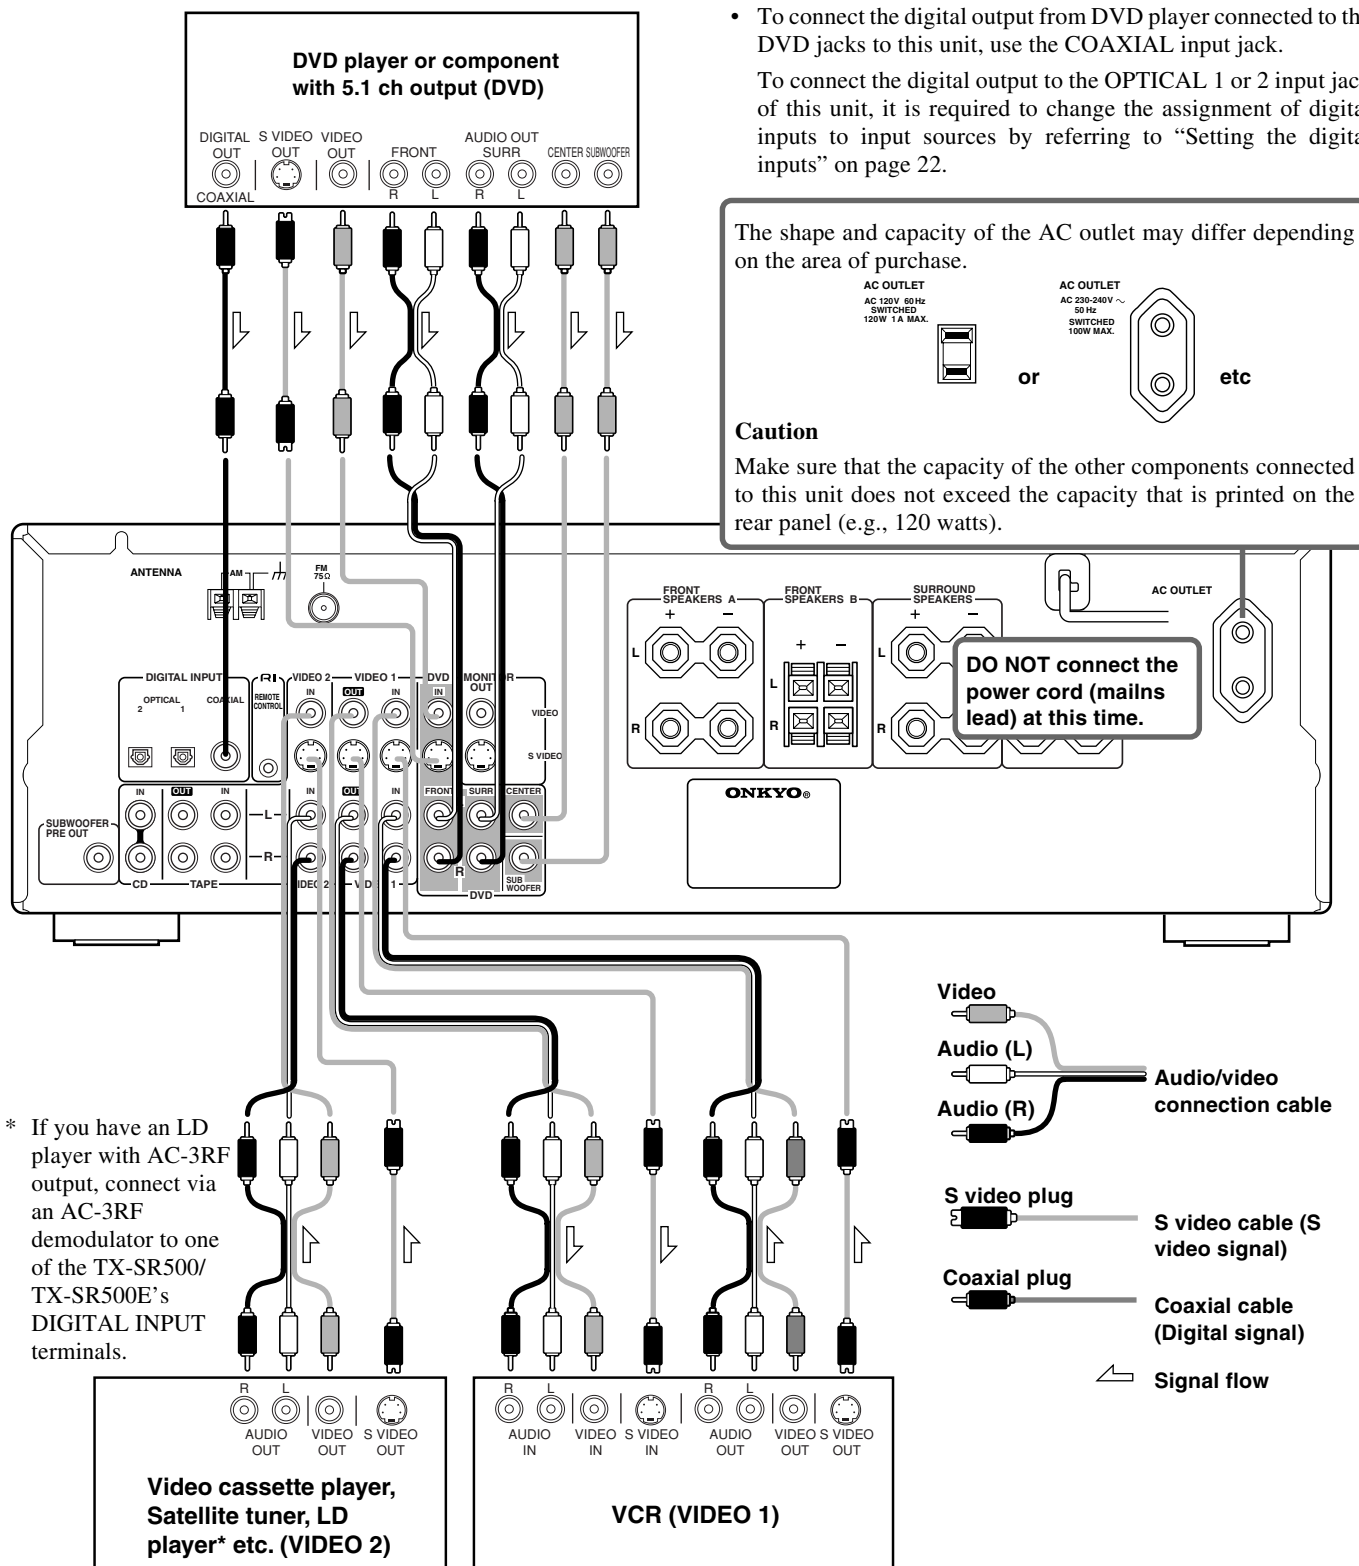 • To connect the digital output from DVD player connected to th
DVD jacks to this unit, use the COAXIAL input jack.
To connect the digital output to the OPTICAL 1 or 2 input jac
of this unit, it is required to change the assignment of digita
inputs to input sources by referring to “Setting the digita
inputs” on page 22.
DVD player or component
with 5.1 ch output (DVD)
DIGITAL OUT
S VIDEO OUT
VIDEO OUT
FRONT
AUDIO OUT
SURR
CENTER
SUBWOOFER
COAXIAL
R L R L
The shape and capacity of the AC outlet may differ depending
on the area of purchase.
AC OUTLET
AC 120V 60Hz
SWITCHED
120W 1 A MAX.
or
AC OUTLET
AC 230-240V ~
50 Hz
SWITCHED
100W MAX.
etc
Caution
Make sure that the capacity of the other components connected
to this unit does not exceed the capacity that is printed on the
rear panel (e.g., 120 watts).
ANTENNA
AM
FM
75Ω
FRONT
SPEAKERS A
+ −
L
R
FRONT
SPEAKERS B
+ −
L
R
SURROUND
SPEAKERS
+ −
L
R
AC OUTLET
DO NOT connect the
power cord (mailns
lead) at this time.
DIGITAL INPUT
OPTICAL
2 1
COAXIAL
RI
REMOTE
CONTROL
VIDEO 2
IN
VIDEO 1
OUT IN
DVD
IN
MONITOR
OUT
VIDEO
S VIDEO
SUBWOOFER
PRE OUT
IN
OUT IN
L
R
IN
OUT IN
FRONT
SURR
CENTER
R
SUB
WOOFER
CD
TAPE
VIDEO 2
VID 1
DVD
ONKYO®
* If you have an LD
player with AC-3RF
output, connect via
an AC-3RF
demodulator to one
of the TX-SR500/
TX-SR500E’s
DIGITAL INPUT
terminals.
Video
Audio (L)
Audio (R)
Audio/video
connection cable
S video plug
S video cable (S
video signal)
Coaxial plug
Coaxial cable
(Digital signal)
Signal flow
R L
AUDIO OUT
VIDEO OUT
S VIDEO OUT
Video cassette player,
Satellite tuner, LD
player* etc. (VIDEO 2)
R L
AUDIO IN
VIDEO IN
S VIDEO IN
R L
AUDIO OUT
VIDEO OUT
S VIDEO OUT
VCR (VIDEO 1)